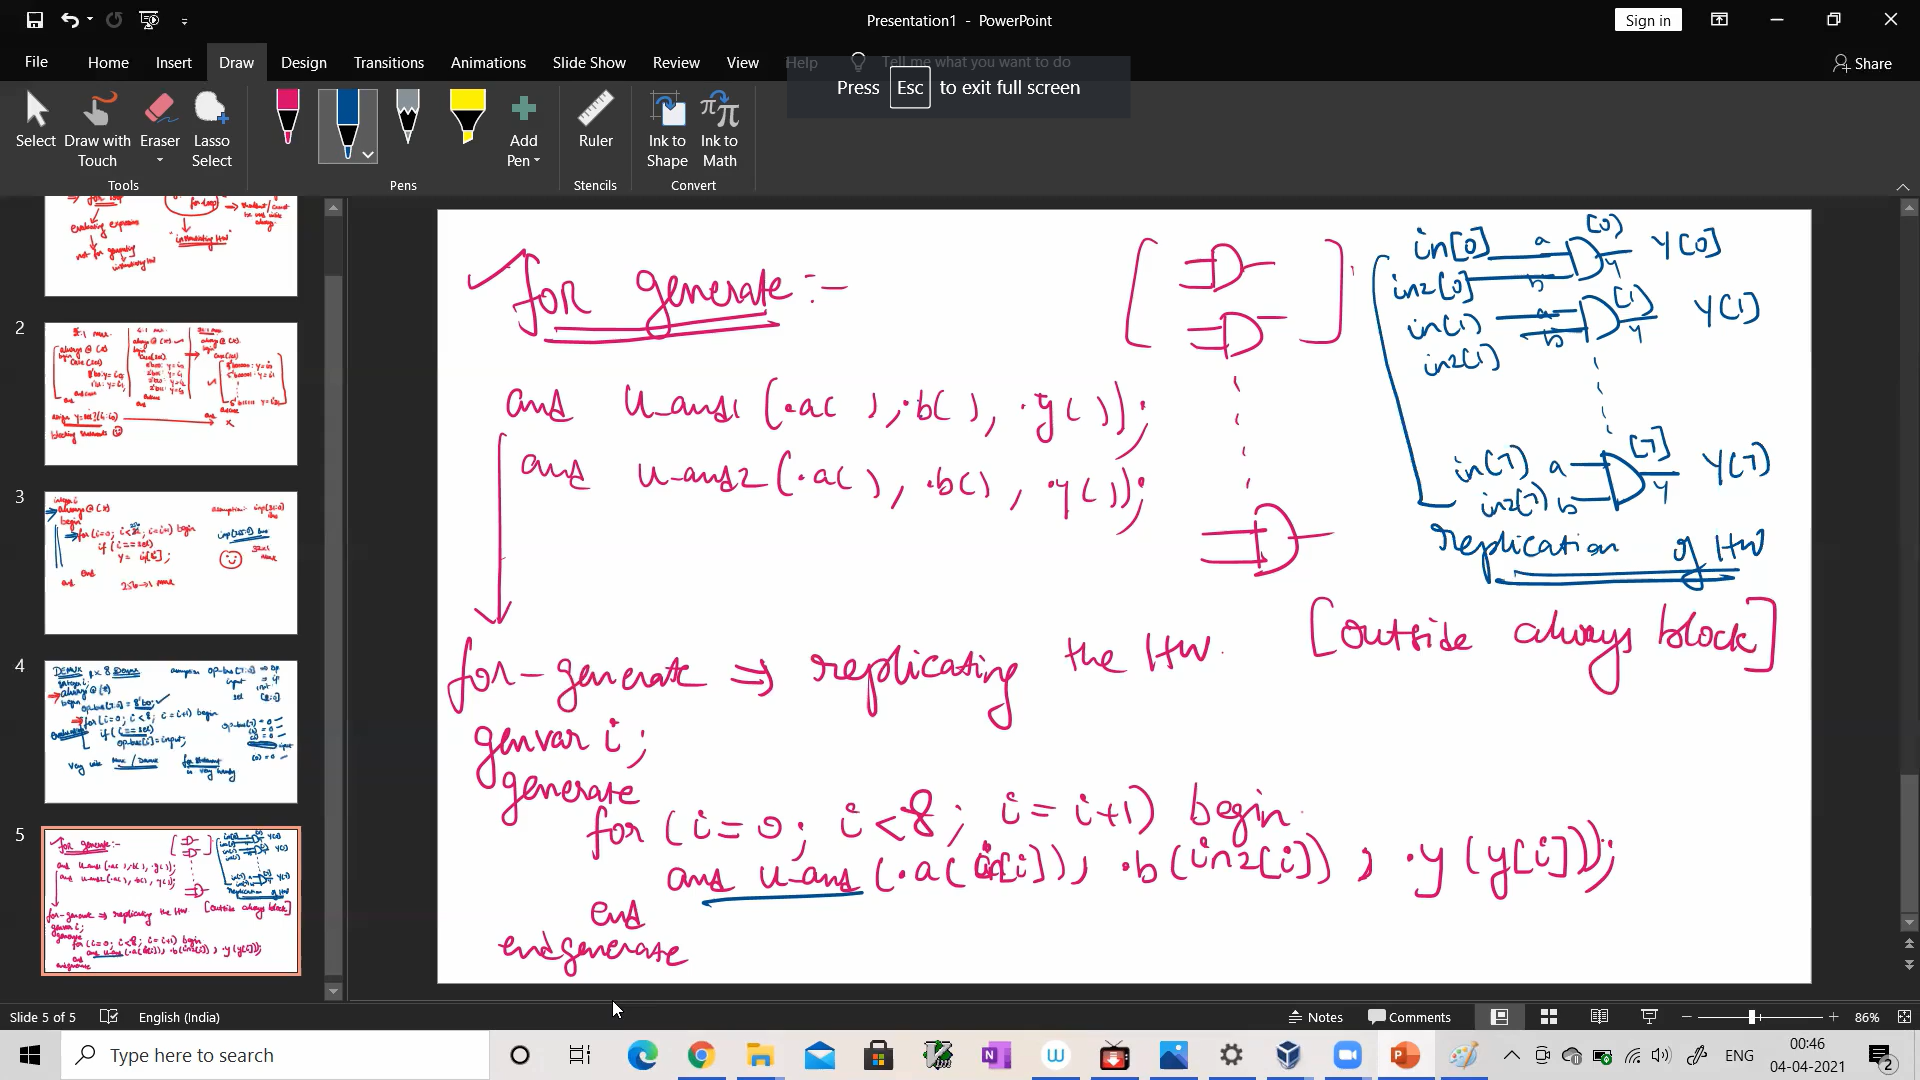 Presentation1 - PowerPoint
Sign in
File Home Insert Draw Design Transitions Animations Slide Show Review View Help Tell me what you want to do
Share
Press Esc to exit full screen
Select
Draw with Touch
Eraser
Lasso Select
Add Pen
Ruler
Ink to Shape
Ink to Math
Tools
Pens
Stencils
Convert
2
3
4
5
for generate :-
and u-and1 (.a( ), .b( ), .y( ));
and u-and2 (.a( ), .b( ), .y( ));
for-generate ⇒ replicating the HW. [outside always block]
genvar i;
generate
for (i=0; i<8; i=i+1) begin
and u-and (.a(in[i]), .b(in2[i]), .y(y[i]));
end
endgenerate
in[0] a [0] y[0]
in2[0] b y
in[1] a [1] y[1]
in2[1] b y
in[7] a [7] y[7]
in2[7] b y
replication of HW
Slide 5 of 5
English (India)
Notes
Comments
86%
Type here to search
ENG
00:46
04-04-2021
2